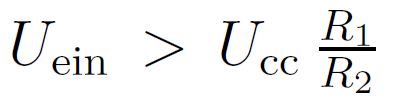 U_ein > U_cc R_1/R_2